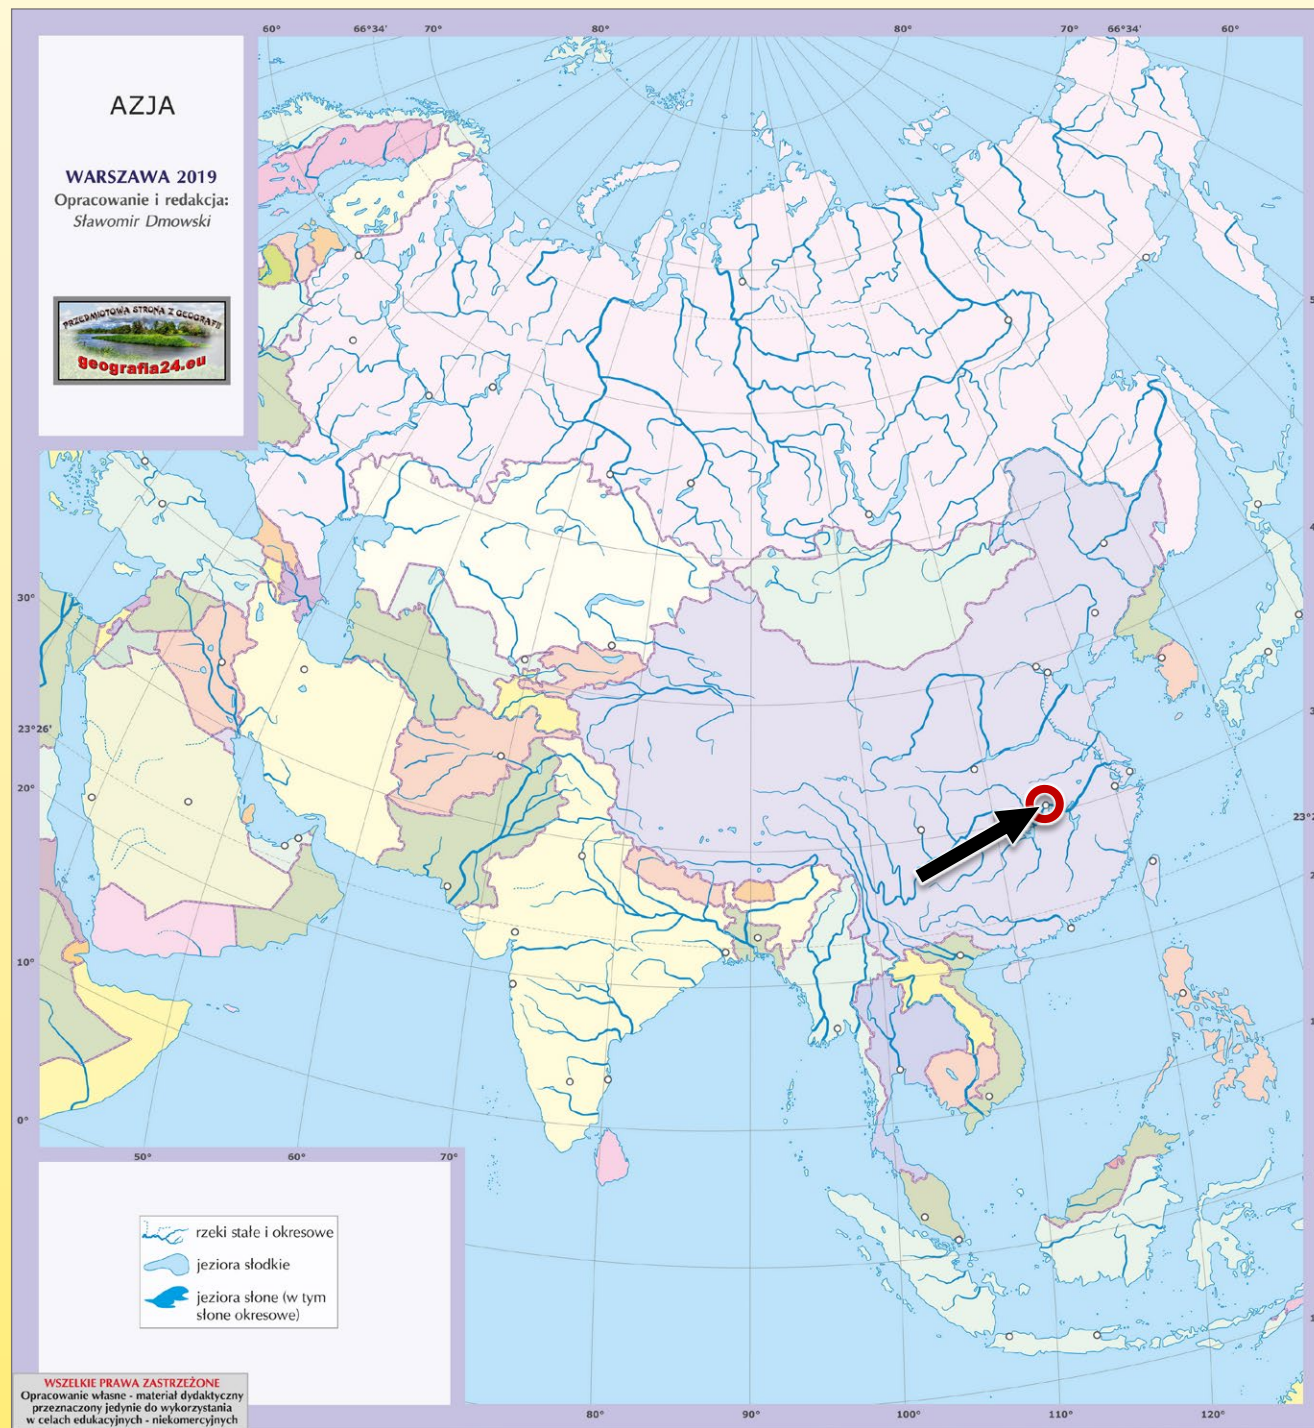 60°
66°34'
70°
80°
80°
70°
66°34'
60°
AZJA
WARSZAWA 2019
Opracowanie i redakcja:
Sławomir Dmowski
PRZEDMIOTOWA STRONA Z GEOGRAFII
geografia24.eu
30°
23°26'
20°
10°
0°
50°
60°
70°
rzeki stałe i okresowe
jeziora słodkie
jeziora słone (w tym
słone okresowe)
80°
90°
100°
110°
120°
WSZELKIE PRAWA ZASTRZEŻONE
Opracowanie własne - materiał dydaktyczny
przeznaczony jedynie do wykorzystania
w celach edukacyjnych - niekomercyjnych